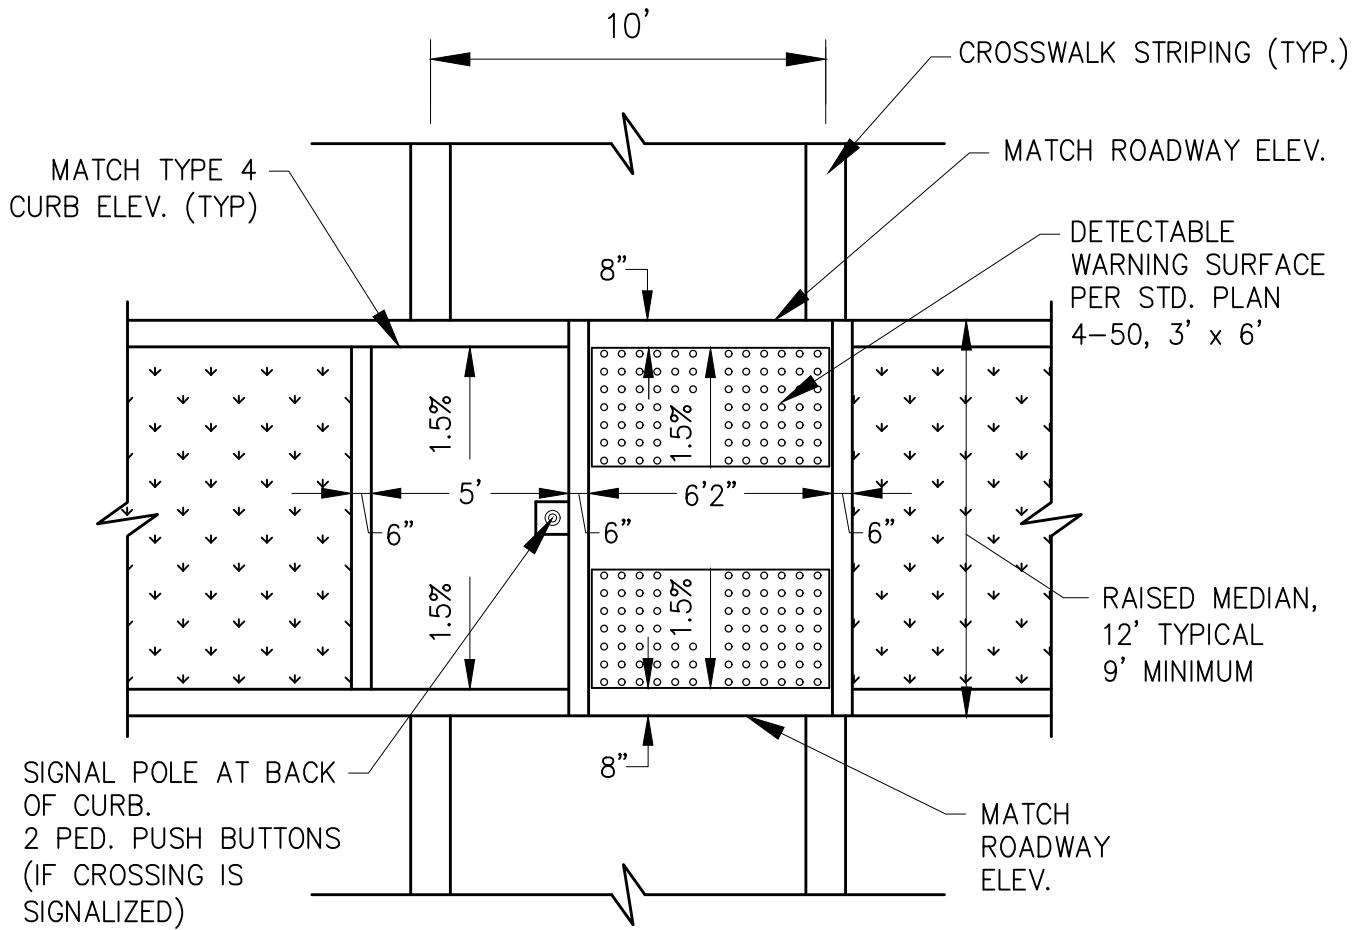 10'
CROSSWALK STRIPING (TYP.)
MATCH ROADWAY ELEV.
MATCH TYPE 4
CURB ELEV. (TYP)
DETECTABLE
WARNING SURFACE
PER STD. PLAN
4-50, 3' x 6'
8"
1.5%
1.5%
5'
6'2"
6"
6"
6"
1.5%
1.5%
RAISED MEDIAN,
12' TYPICAL
9' MINIMUM
8"
SIGNAL POLE AT BACK
OF CURB.
2 PED. PUSH BUTTONS
(IF CROSSING IS
SIGNALIZED)
MATCH
ROADWAY
ELEV.